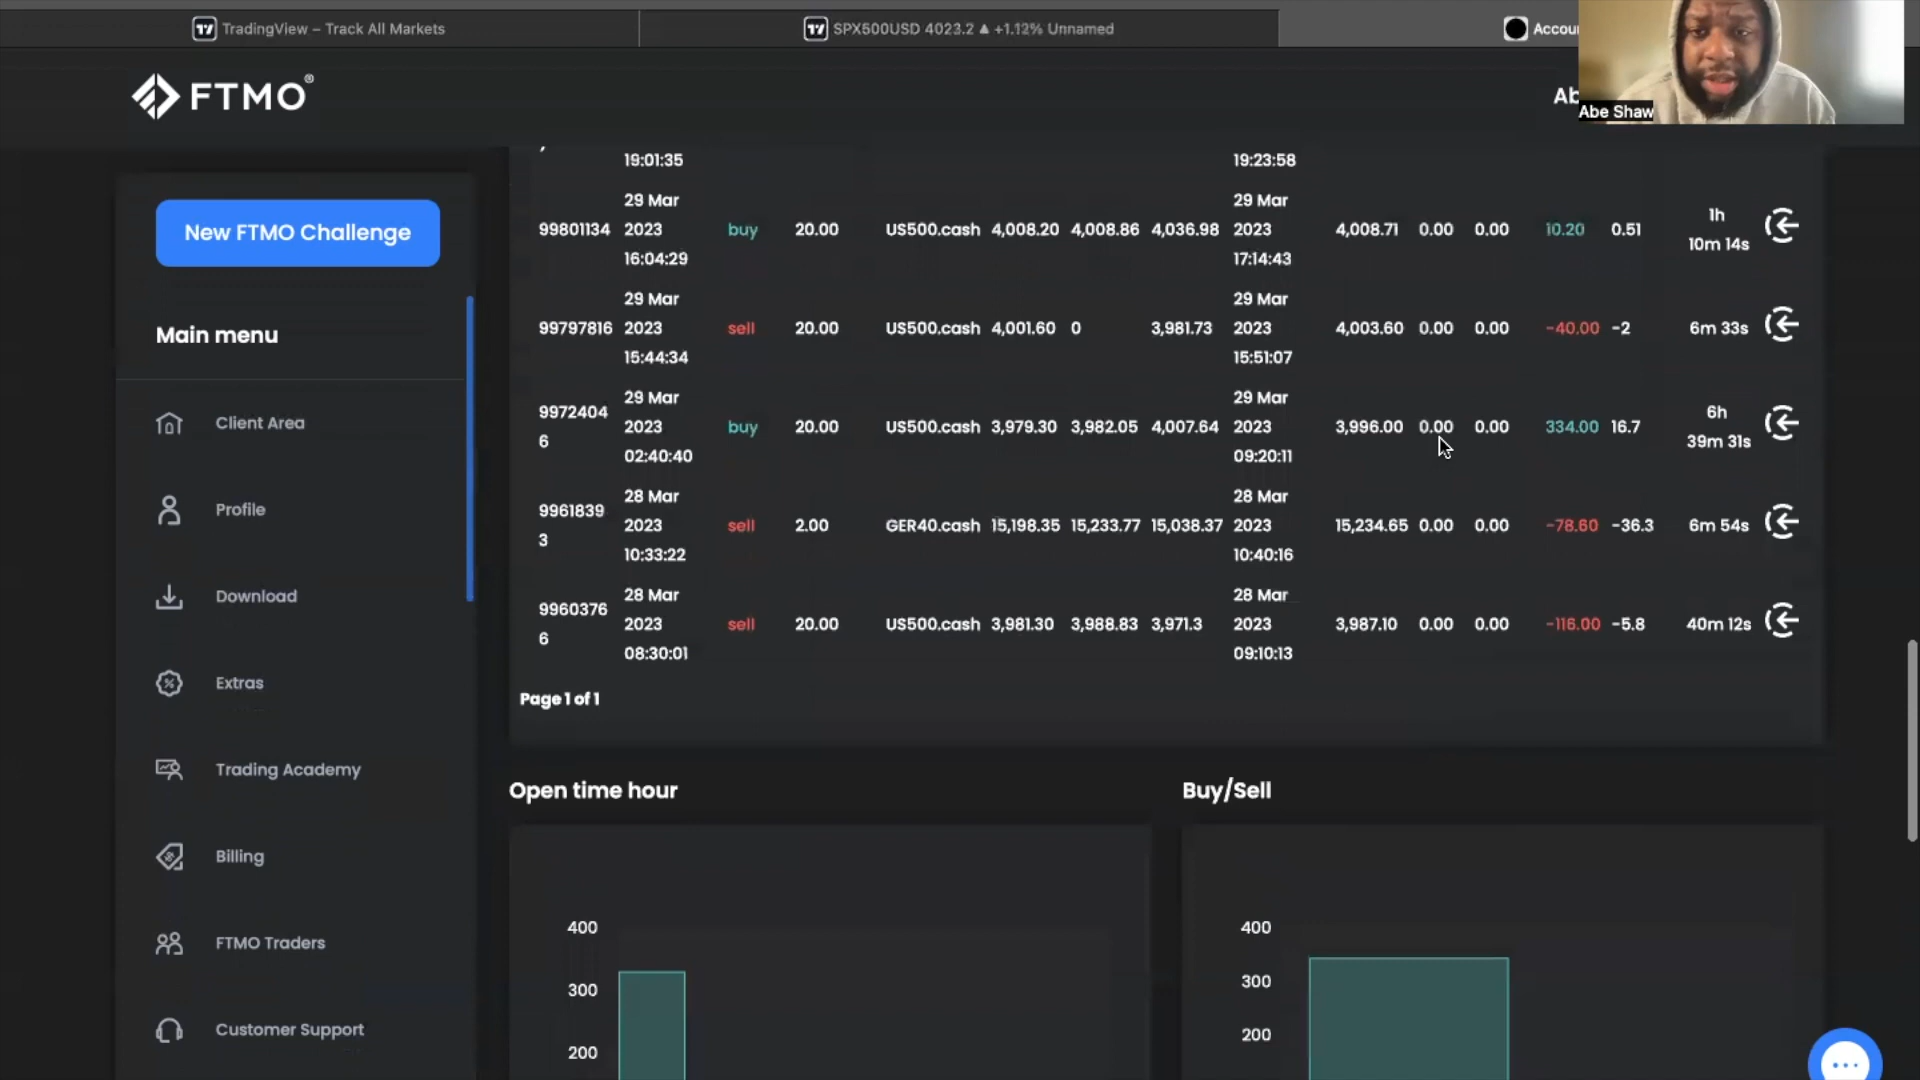 TradingView – Track All Markets
SPX500USD 4023.2 ▲ +1.12% Unnamed
FTMO®
Abe Shaw
19:01:35 19:23:58
99801134 29 Mar 2023 16:04:29 buy 20.00 US500.cash 4,008.20 4,008.86 4,036.98 29 Mar 2023 17:14:43 4,008.71 0.00 0.00 10.20 0.51 1h 10m 14s
99797816 29 Mar 2023 15:44:34 sell 20.00 US500.cash 4,001.60 0 3,981.73 29 Mar 2023 15:51:07 4,003.60 0.00 0.00 -40.00 -2 6m 33s
99724046 29 Mar 2023 02:40:40 buy 20.00 US500.cash 3,979.30 3,982.05 4,007.64 29 Mar 2023 09:20:11 3,996.00 0.00 0.00 334.00 16.7 6h 39m 31s
99618393 28 Mar 2023 10:33:22 sell 2.00 GER40.cash 15,198.35 15,233.77 15,038.37 28 Mar 2023 10:40:16 15,234.65 0.00 0.00 -78.60 -36.3 6m 54s
99603766 28 Mar 2023 08:30:01 sell 20.00 US500.cash 3,981.30 3,988.83 3,971.3 28 Mar 2023 09:10:13 3,987.10 0.00 0.00 -116.00 -5.8 40m 12s
Page 1 of 1
New FTMO Challenge
Main menu
Client Area
Profile
Download
Extras
Trading Academy
Billing
FTMO Traders
Customer Support
Open time hour
400
300
200
Buy/Sell
400
300
200